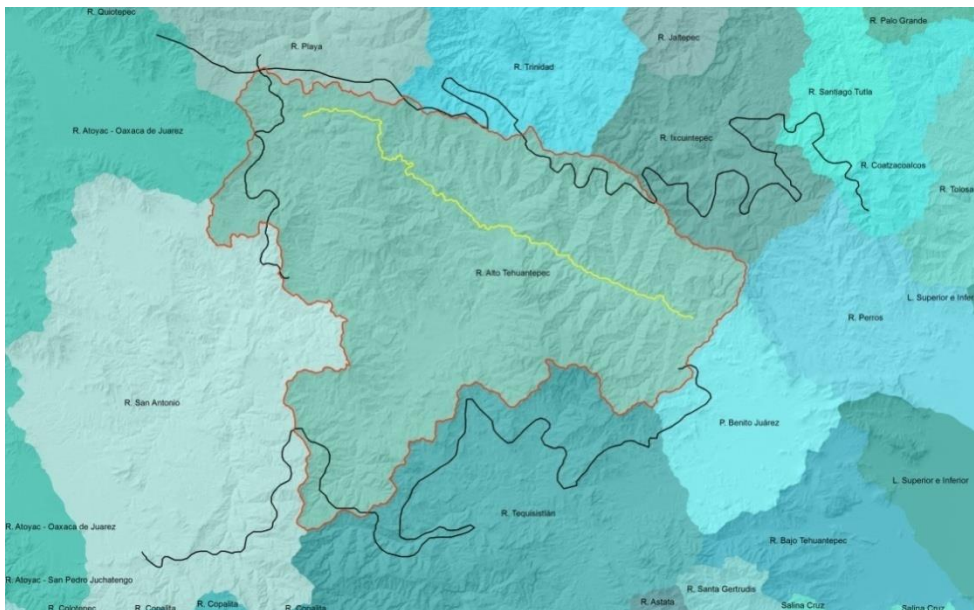 R. Quiotepec
R. Palo Grande
R. Jaltepec
R. Playa
R. Trinidad
R. Santiago Tutla
R. Atoyac - Oaxaca de Juarez
R. Ixcuintepec
R. Coatzacoalcos
R. Tolosa
R. Alto Tehuantepec
L. Superior e Infer
R. Perros
R. San Antonio
P. Benito Juárez
L. Superior e Inferior
R. Tequisistlán
R. Atoyac - Oaxaca de Juarez
R. Bajo Tehuantepec
R. Atoyac - San Pedro Juchatengo
R. Santa Gertrudis
R. Colotepec
R. Copalita
R. Copalita
R. Copalita
R. Astata
Salina Cruz
Salina Cruz